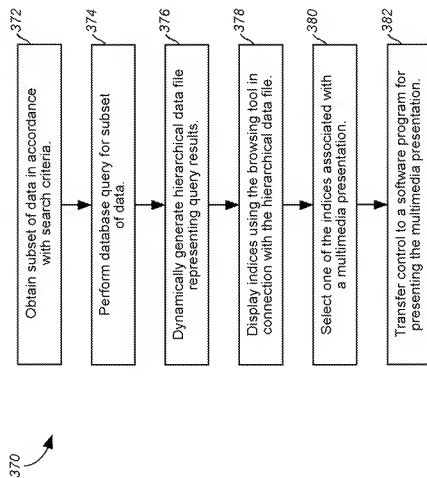 370
372
Obtain subset of data in accordance
with search criteria.
374
Perform database query for subset
of data.
376
Dynamically generate hierarchical data file
representing query results.
378
Display indices using the browsing tool in
connection with the hierarchical data file.
380
Select one of the indices associated with
a multimedia presentation.
382
Transfer control to a software program for
presenting the multimedia presentation.